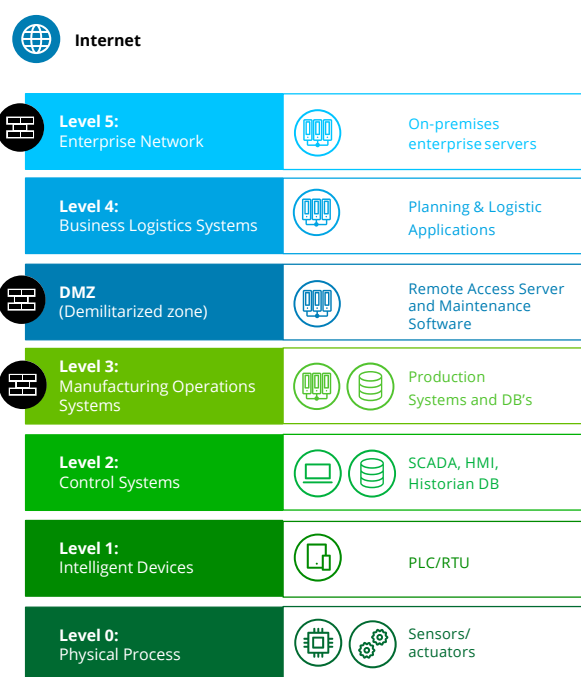 Internet
Level 5:
Enterprise Network
On-premises
enterprise servers
Level 4:
Business Logistics Systems
Planning & Logistic
Applications
DMZ
(Demilitarized zone)
Remote Access Server
and Maintenance
Software
Level 3:
Manufacturing Operations
Systems
Production
Systems and DB's
Level 2:
Control Systems
SCADA, HMI,
Historian DB
Level 1:
Intelligent Devices
PLC/RTU
Level 0:
Physical Process
Sensors/
actuators